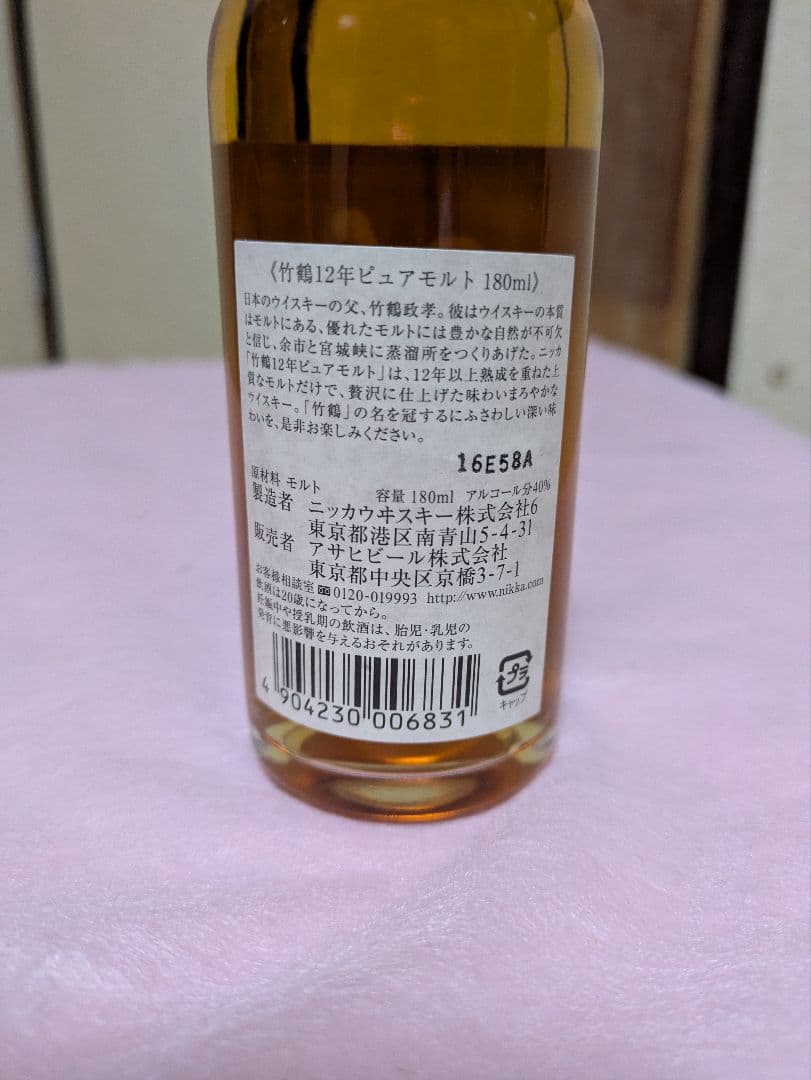 《竹鶴12年ピュアモルト 180ml》
日本のウイスキーの父、竹鶴政孝。彼はウイスキーの本質
はモルトにある、優れたモルトには豊かな自然が不可欠
と信じ、余市と宮城峡に蒸溜所をつくりあげた。ニッカ
「竹鶴12年ピュアモルト」は、12年以上熟成を重ねた上
質なモルトだけで、贅沢に仕上げた味わいまろやかな
ウイスキー。「竹鶴」の名を冠するにふさわしい深い味
わいを、是非お楽しみください。
16E58A
原材料 モルト 容量 180ml アルコール分40%
製造者 ニッカウヰスキー株式会社6
東京都港区南青山5-4-31
販売者 アサヒビール株式会社
東京都中央区京橋3-7-1
お客様相談室 0120-019993 http://www.nikka.com
飲酒は20歳になってから。
妊娠中や授乳期の飲酒は、胎児・乳児の
発育に悪影響を与えるおそれがあります。
4 904230 006831
プラ
キャップ